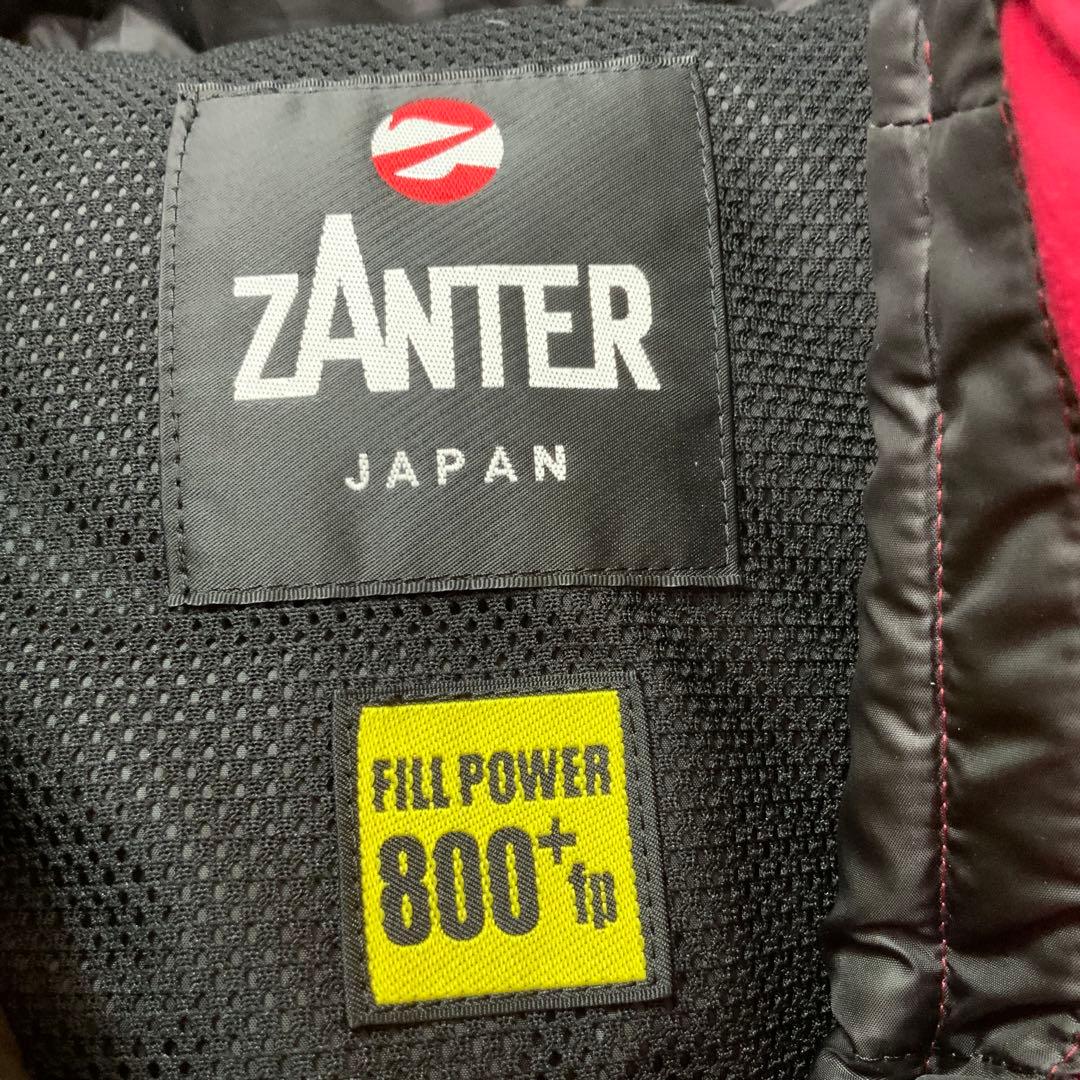 Z
ZANTER
JAPAN
FILL POWER
800+fp